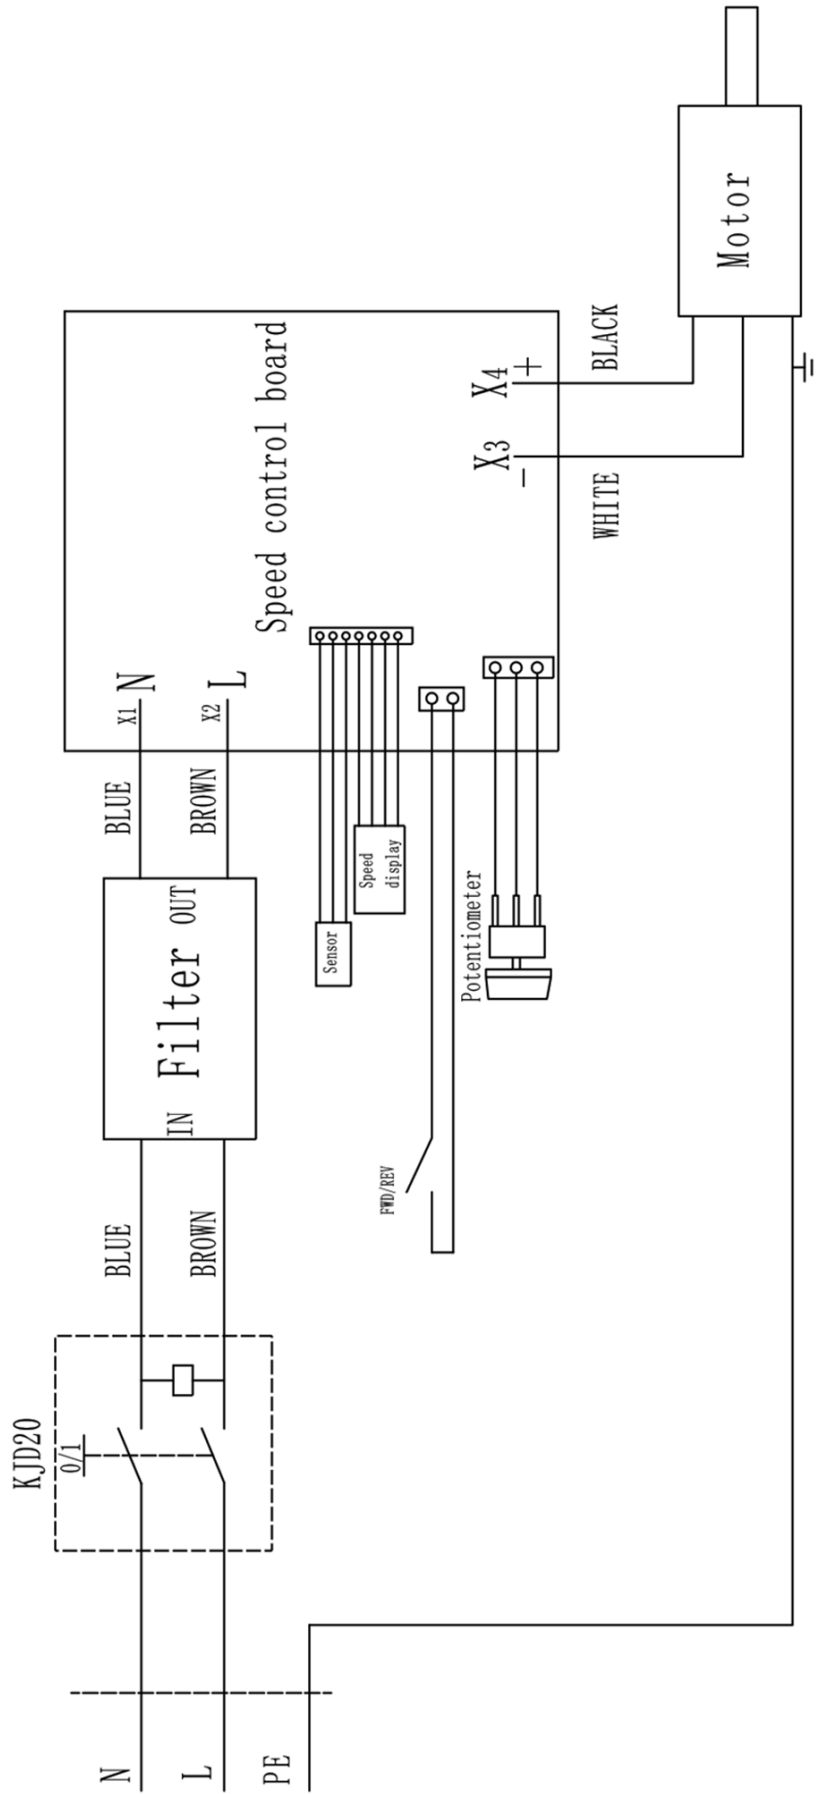 N
L
PE
KJD20
0/1
BLUE
BROWN
IN
Filter
OUT
BLUE
BROWN
X1
N
X2
L
Speed control board
Sensor
Speed
display
FWD/REV
Potentiometer
X3
−
X4
+
WHITE
BLACK
Motor